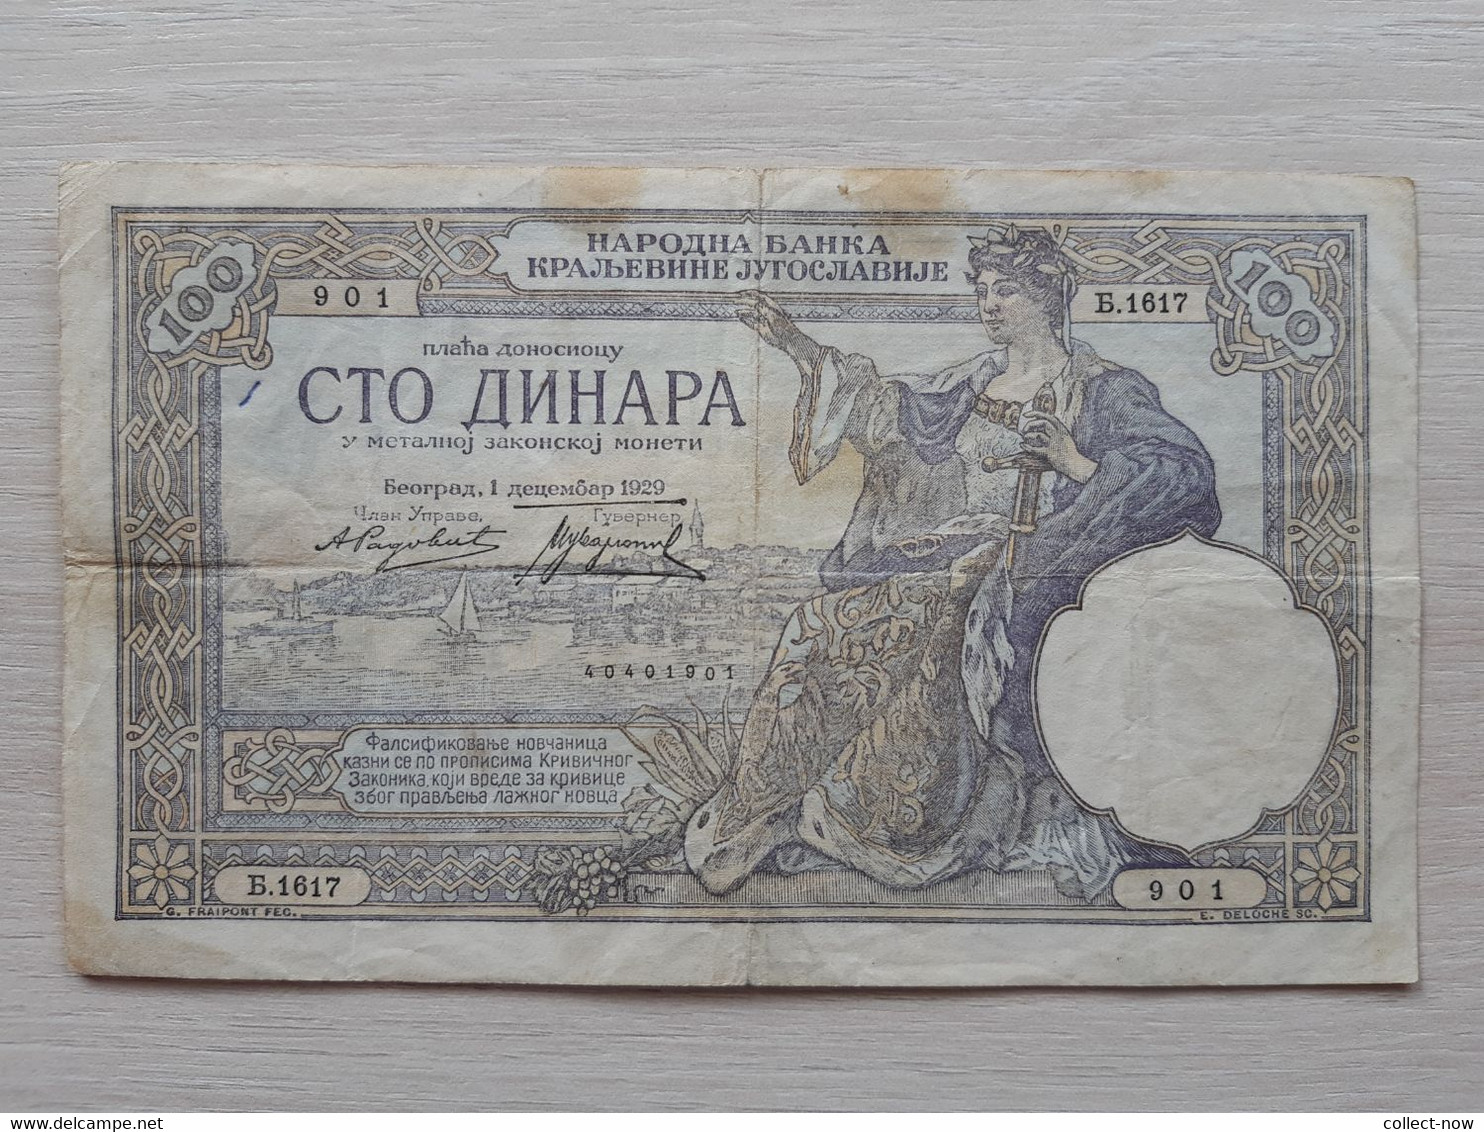 НАРОДНА БАНКА
КРАЉЕВИНЕ ЈУГОСЛАВИЈЕ
100
901
Б.1617
100
плаћа доносиоцу
СТО ДИНАРА
у металној законској монети
Београд, 1 децембар 1929
Члан Управе, Гувернер
А Радовић
40401901
Фалсификовање новчаница
казни се по прописима Кривичног
Законика, који вреде за кривице
због прављења лажног новца
Б.1617
901
G. FRAIPONT FEC.
E. DELOCHE SC.
delcampe.net
collect-now